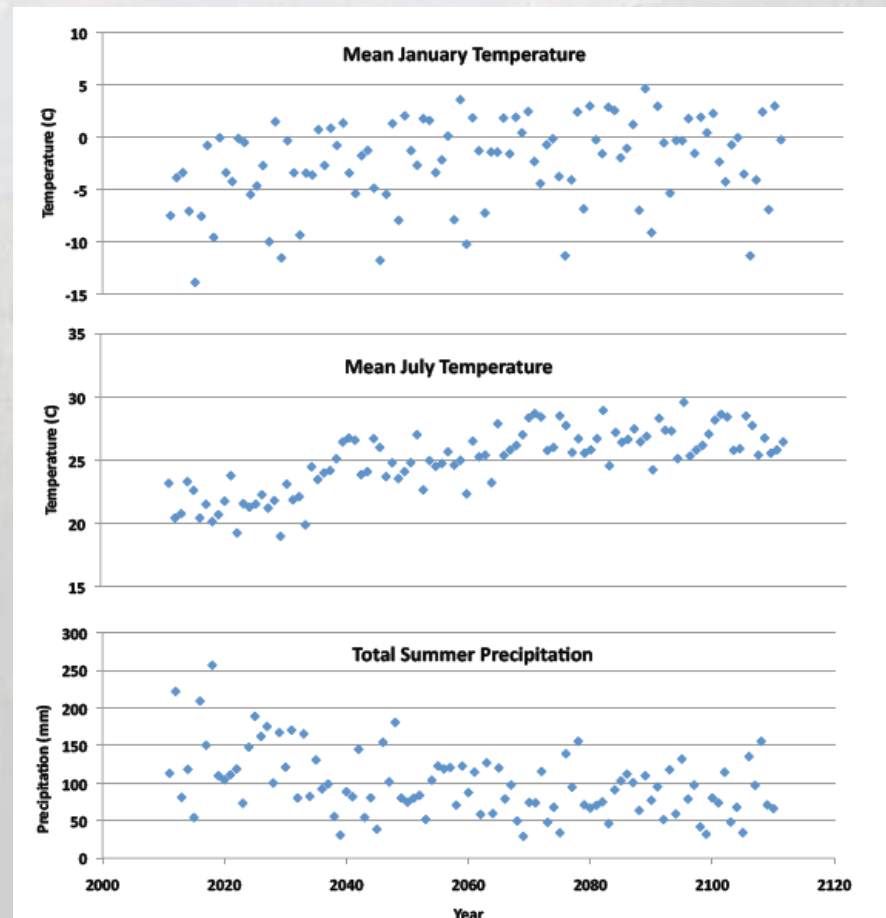 Mean January Temperature
10
5
0
-5
-10
-15
Temperature (C)
Mean July Temperature
35
30
25
20
15
Temperature (C)
Total Summer Precipitation
300
250
200
150
100
50
0
Precipitation (mm)
2000 2020 2040 2060 2080 2100 2120
Year